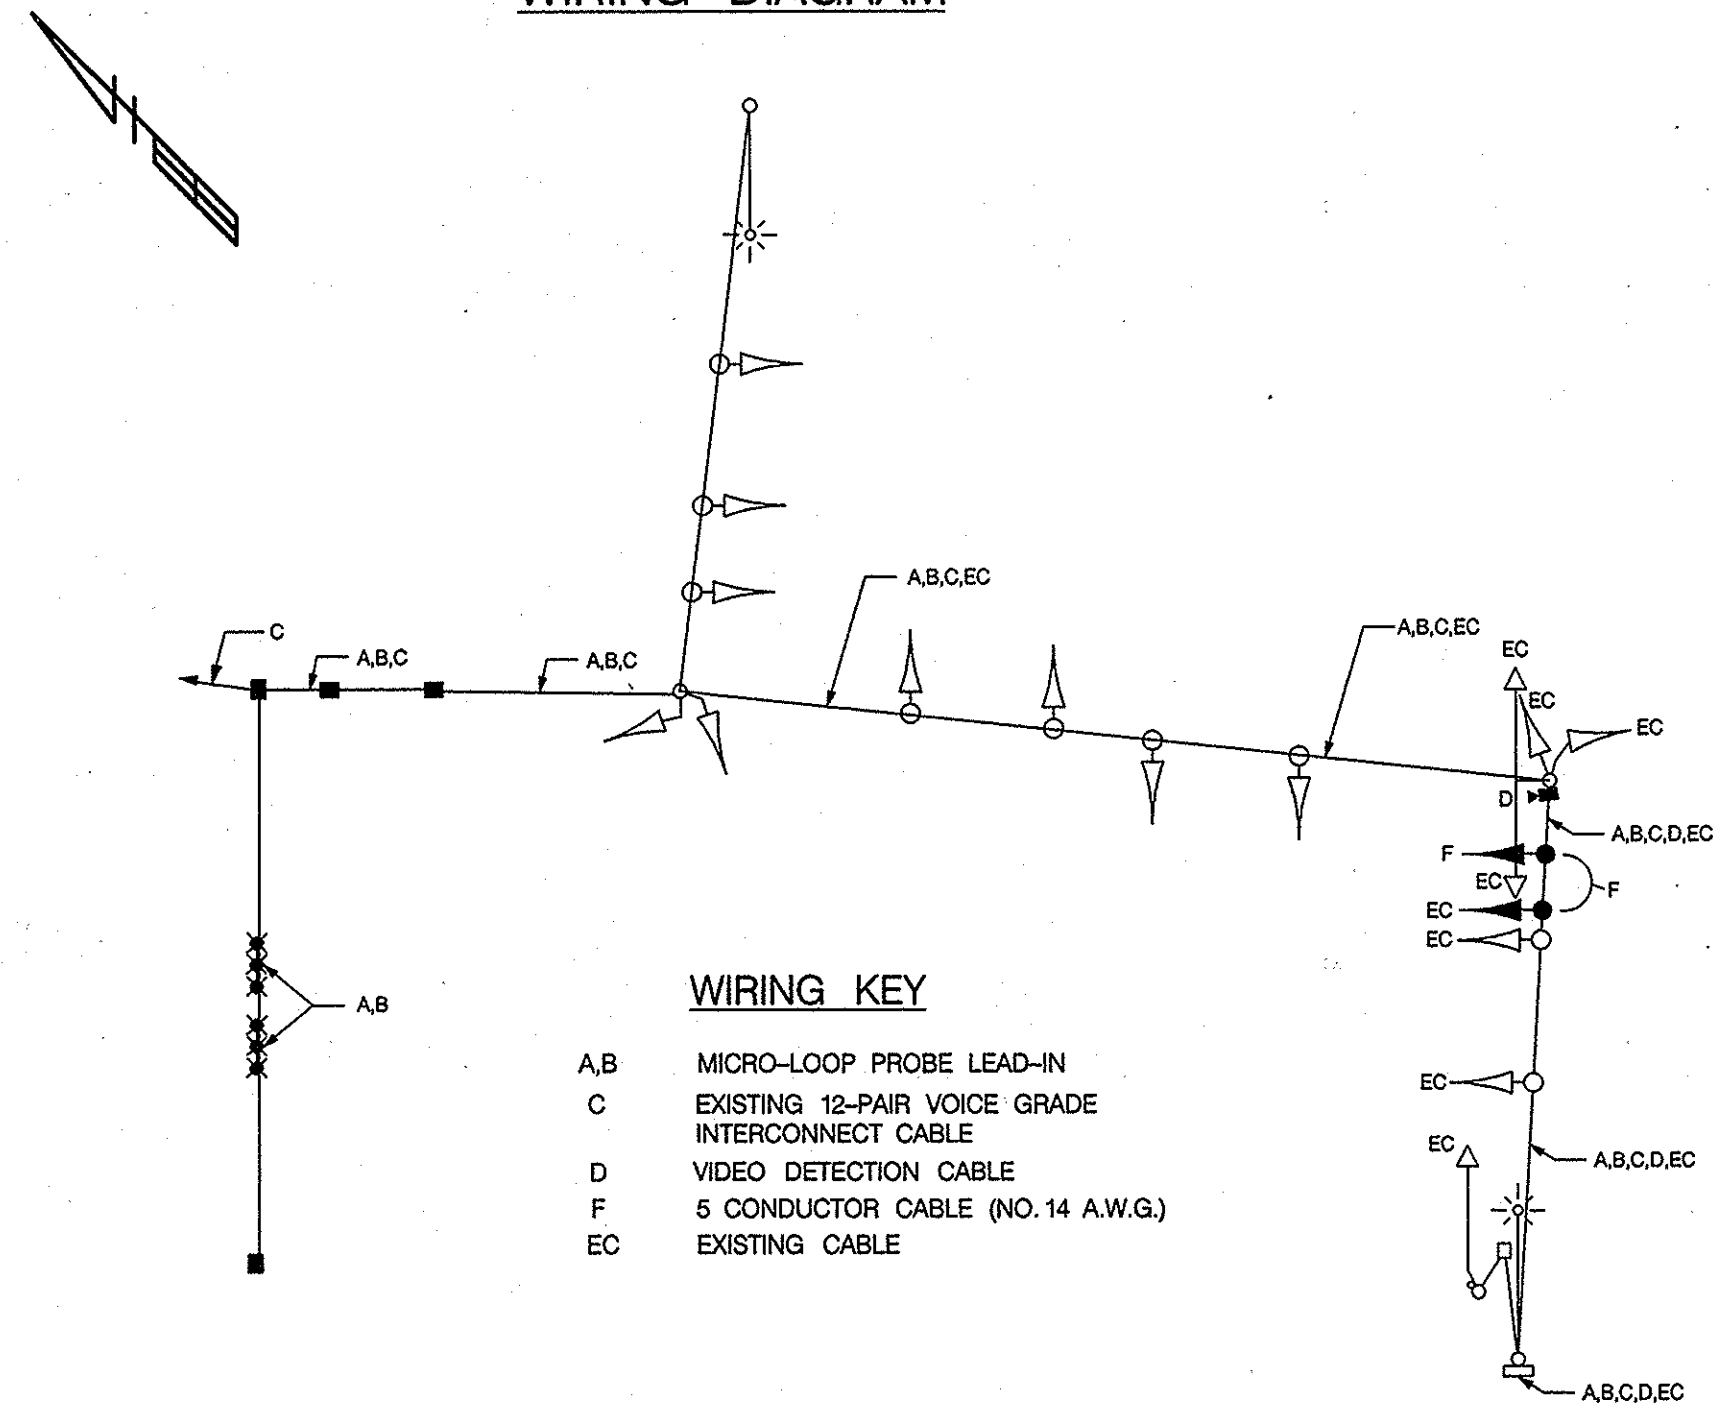 WIRING DIAGRAM
A,B,C,EC
A,B,C,EC
C
A,B,C
A,B,C
EC
EC
EC
D
A,B,C,D,EC
F
EC
F
EC
EC
A,B
WIRING KEY
A,B MICRO-LOOP PROBE LEAD-IN
C EXISTING 12-PAIR VOICE GRADE
INTERCONNECT CABLE
D VIDEO DETECTION CABLE
F 5 CONDUCTOR CABLE (NO. 14 A.W.G.)
EC EXISTING CABLE
EC
EC
A,B,C,D,EC
A,B,C,D,EC